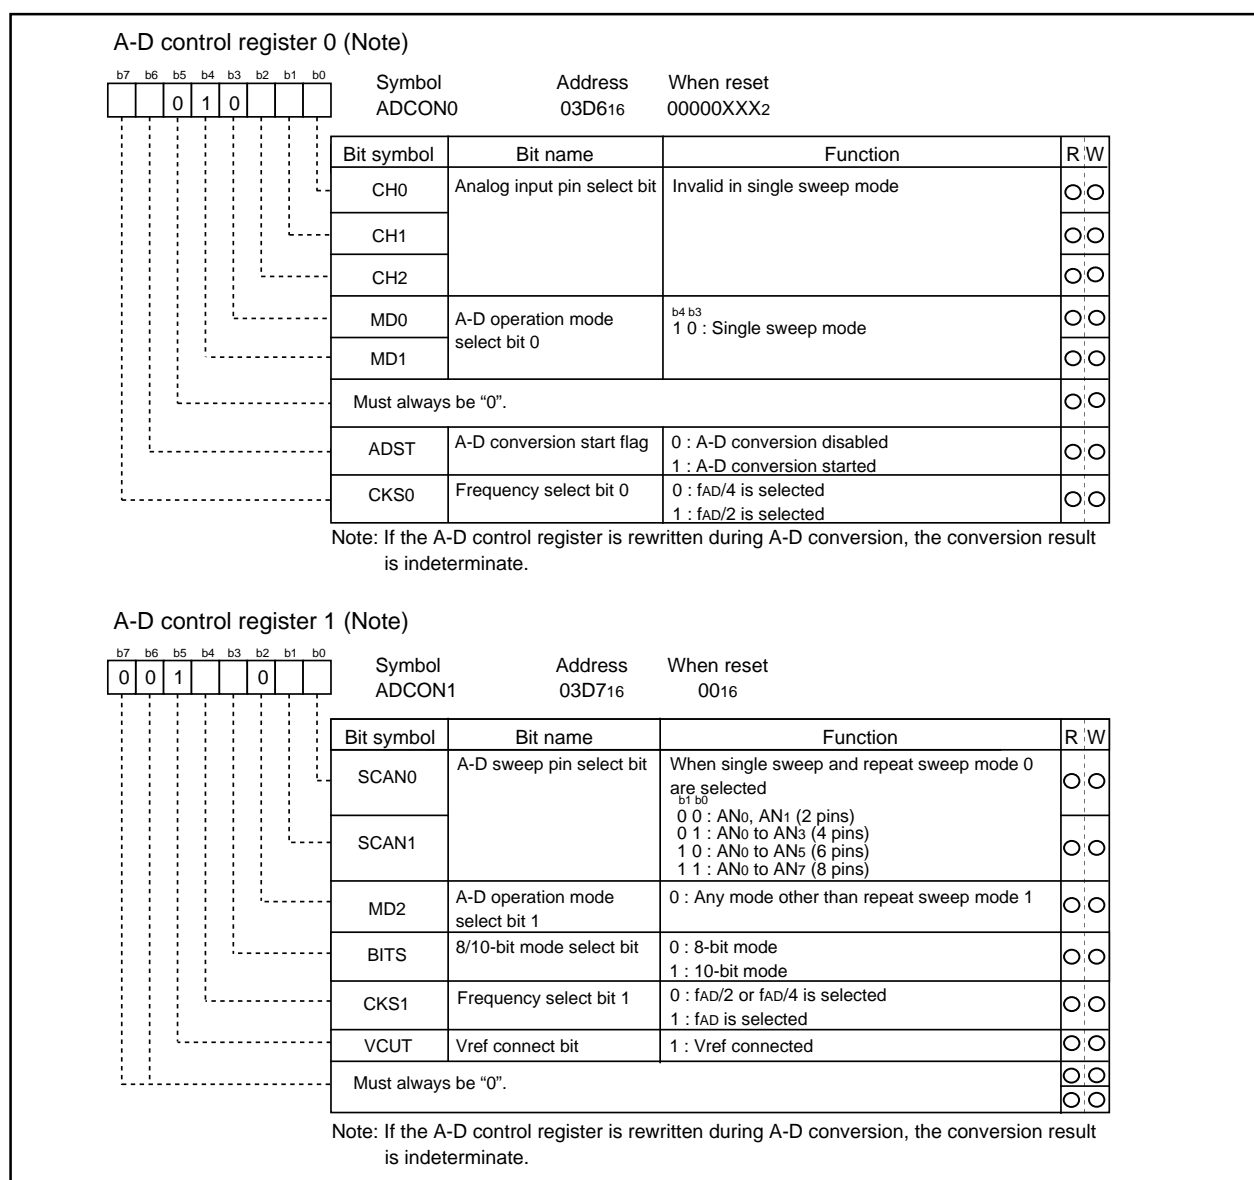 A-D control register 0 (Note)
b7 b6 b5 b4 b3 b2 b1 b0
0 1 0
Symbol Address When reset
ADCON0 03D616 00000XXX2
Bit symbol Bit name Function R W
CH0 Analog input pin select bit Invalid in single sweep mode
CH1
CH2
MD0 A-D operation mode select bit 0 b4 b3
1 0 : Single sweep mode
MD1
Must always be “0”.
ADST A-D conversion start flag 0 : A-D conversion disabled
1 : A-D conversion started
CKS0 Frequency select bit 0 0 : fAD/4 is selected
1 : fAD/2 is selected
Note: If the A-D control register is rewritten during A-D conversion, the conversion result
is indeterminate.
A-D control register 1 (Note)
b7 b6 b5 b4 b3 b2 b1 b0
0 0 1 0
Symbol Address When reset
ADCON1 03D716 0016
Bit symbol Bit name Function R W
SCAN0 A-D sweep pin select bit When single sweep and repeat sweep mode 0
are selected
b1 b0
0 0 : AN0, AN1 (2 pins)
0 1 : AN0 to AN3 (4 pins)
SCAN1 1 0 : AN0 to AN5 (6 pins)
1 1 : AN0 to AN7 (8 pins)
MD2 A-D operation mode select bit 1 0 : Any mode other than repeat sweep mode 1
BITS 8/10-bit mode select bit 0 : 8-bit mode
1 : 10-bit mode
CKS1 Frequency select bit 1 0 : fAD/2 or fAD/4 is selected
1 : fAD is selected
VCUT Vref connect bit 1 : Vref connected
Must always be “0”.
Note: If the A-D control register is rewritten during A-D conversion, the conversion result
is indeterminate.